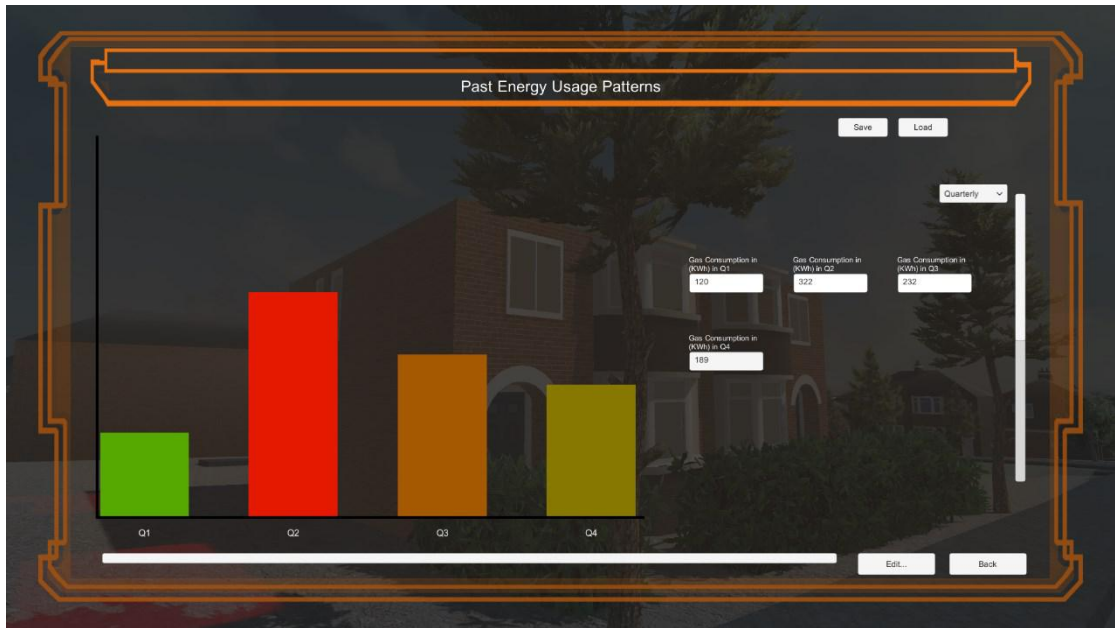 Past Energy Usage Patterns
Save
Load
Quarterly
Gas Consumption in
(KWh) in Q1
120
Gas Consumption in
(KWh) in Q2
322
Gas Consumption in
(KWh) in Q3
232
Gas Consumption in
(KWh) in Q4
189
Q1
Q2
Q3
Q4
Edit...
Back